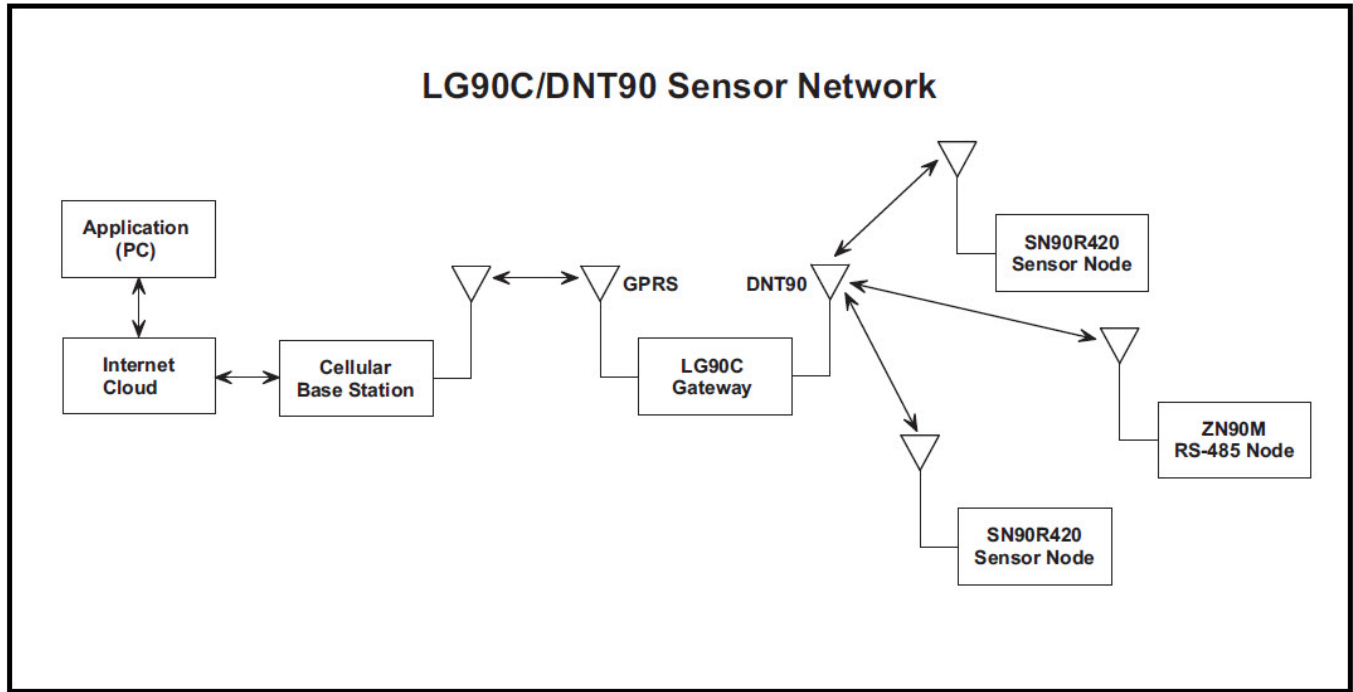 LG90C/DNT90 Sensor Network
Application
(PC)
Internet
Cloud
Cellular
Base Station
GPRS
LG90C
Gateway
DNT90
SN90R420
Sensor Node
ZN90M
RS-485 Node
SN90R420
Sensor Node